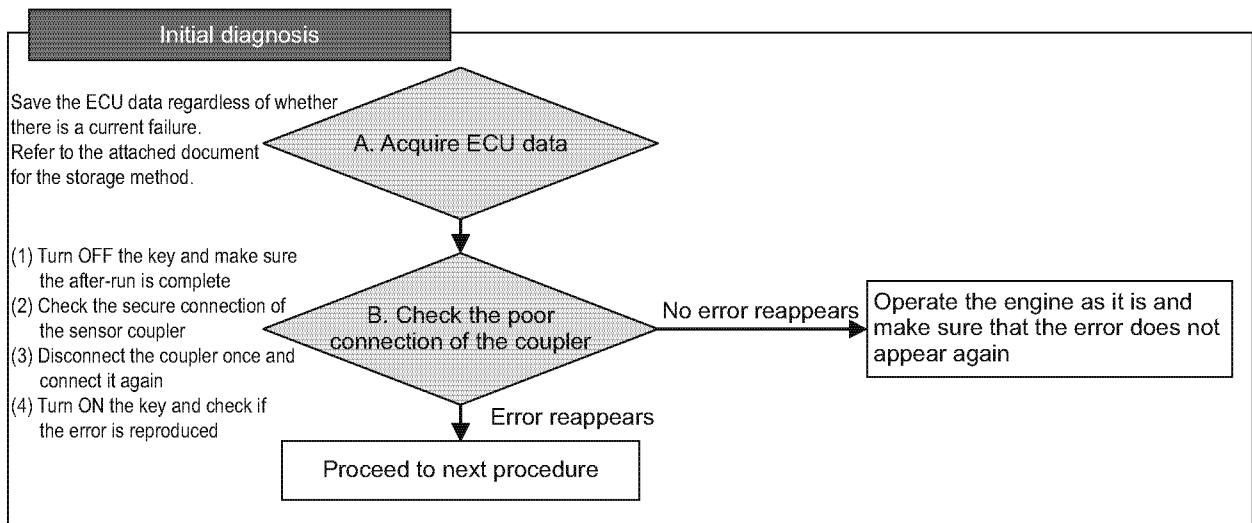 Initial diagnosis
Save the ECU data regardless of whether
there is a current failure.
Refer to the attached document
for the storage method.
A. Acquire ECU data
(1) Turn OFF the key and make sure
the after-run is complete
(2) Check the secure connection of
the sensor coupler
(3) Disconnect the coupler once and
connect it again
(4) Turn ON the key and check if
the error is reproduced
B. Check the poor
connection of the coupler
No error reappears
Operate the engine as it is and
make sure that the error does not
appear again
Error reappears
Proceed to next procedure